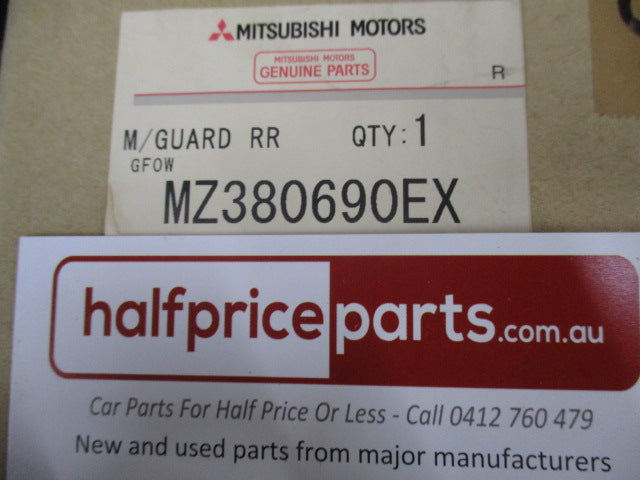 MITSUBISHI MOTORS
MITSUBISHI MOTORS
GENUINE PARTS
R
M/GUARD RR QTY:1
GFOW
MZ380690EX
halfpriceparts.com.au
Car Parts For Half Price Or Less - Call 0412 760 479
New and used parts from major manufacturers